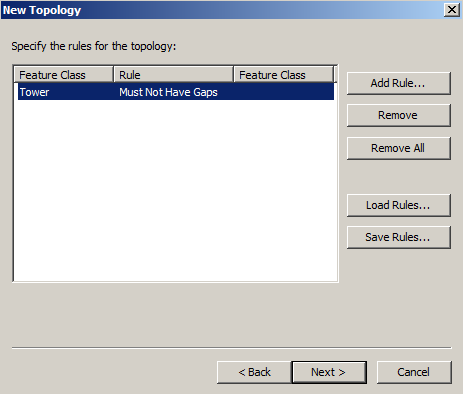 New Topology
Specify the rules for the topology:
Feature Class Rule Feature Class
Tower Must Not Have Gaps
Add Rule...
Remove
Remove All
Load Rules...
Save Rules...
< Back Next > Cancel